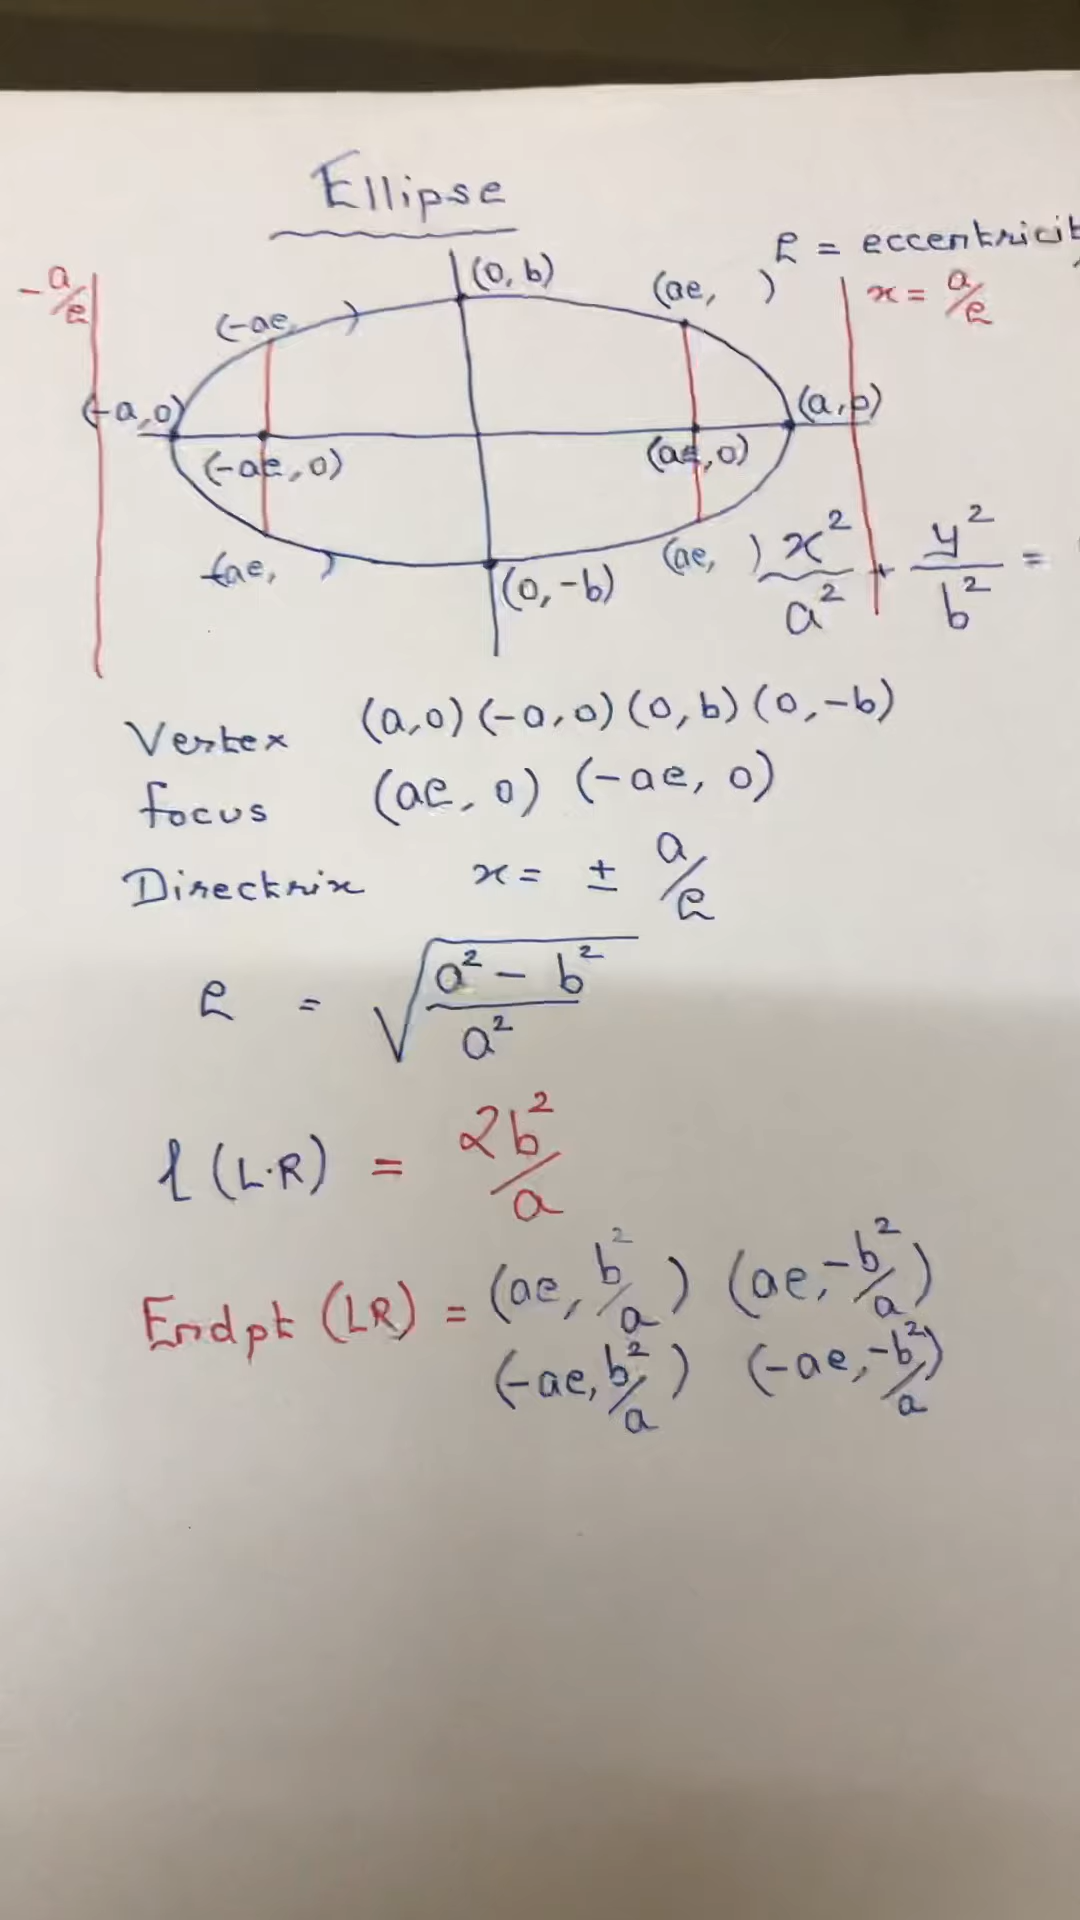 Ellipse
e = eccentricit
-a/e
(0, b)
(ae, )
x = a/e
(-ae, )
(-a,0)
(a,b)
(-ae,0)
(ae,0)
(-ae, )
(ae, )
(0,-b)
x²/a² + y²/b² =
Vertex (a,0) (-a,0) (0,b) (0,-b)
focus (ae, 0) (-ae, 0)
Directrix x = ± a/e
e = √(a² - b²/a²)
l (L.R) = 2b²/a
Endpt (LR) = (ae, b²/a) (ae, -b²/a)
(-ae, b²/a) (-ae, -b²/a)